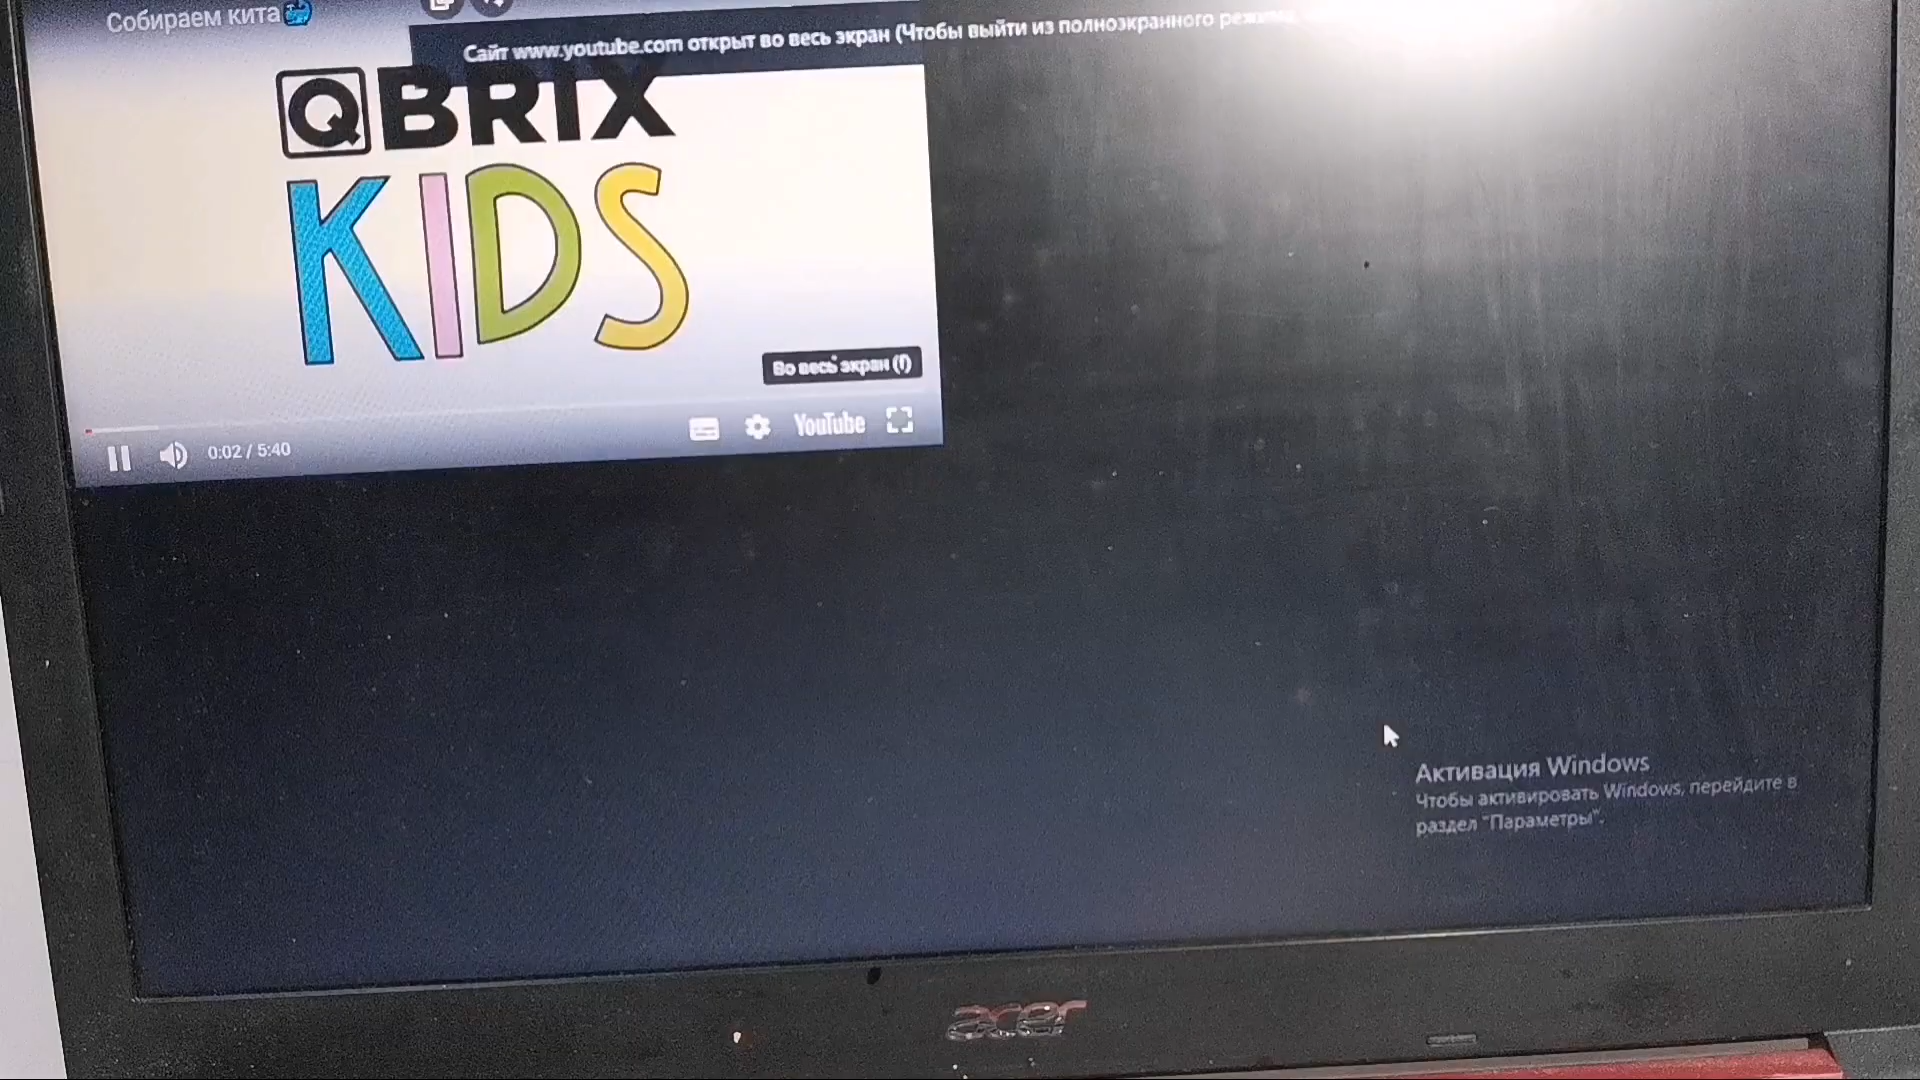 Собираем кита
Сайт www.youtube.com открыт во весь экран (Чтобы выйти из полноэкранного
QBRIX
KIDS
Во весь экран (f)
0:02 / 5:40
YouTube
Активация Windows
Чтобы активировать Windows, перейдите в
раздел "Параметры".
acer